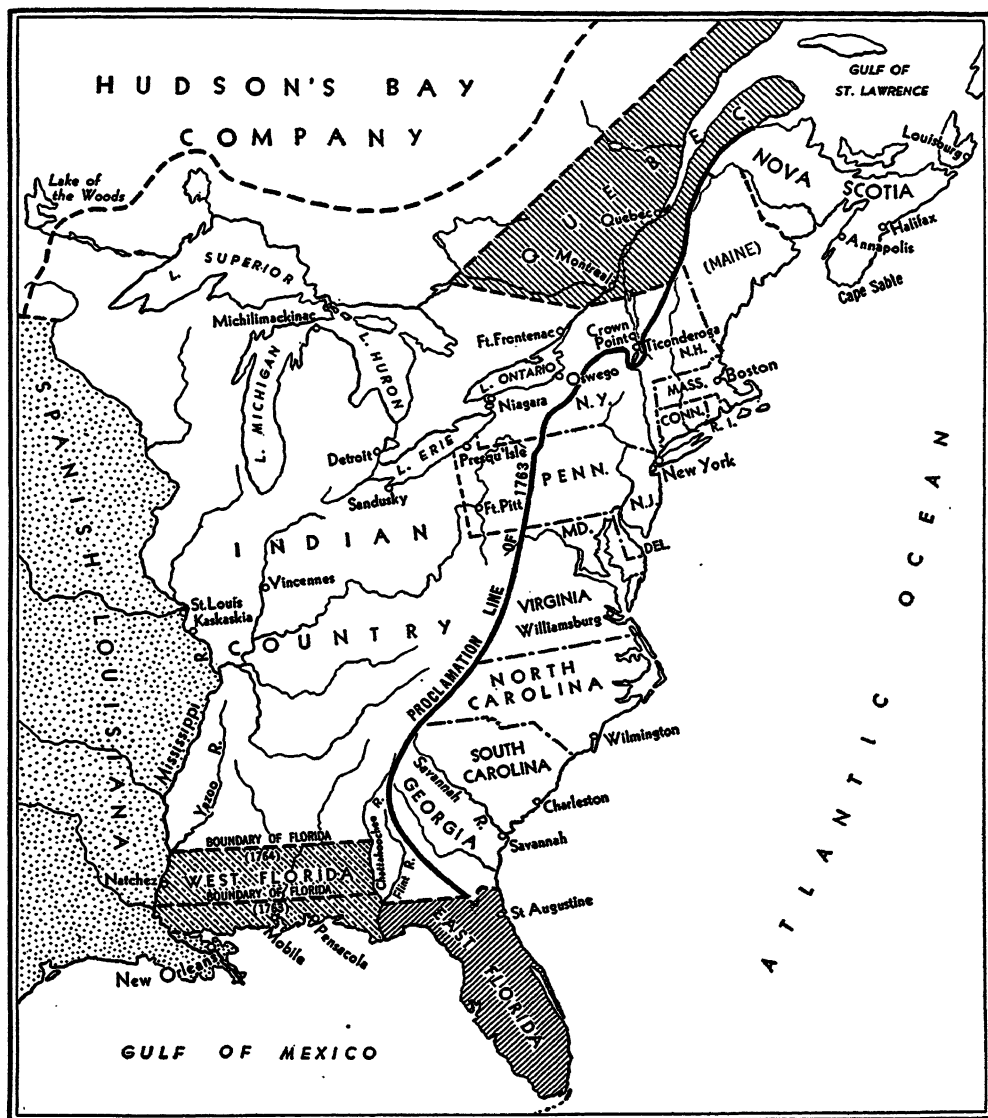 HUDSON'S BAY
COMPANY
GULF OF
ST. LAWRENCE
Louisburg
Lake of
the Woods
NOVA
SCOTIA
Halifax
Annapolis
Cape Sable
QUEBEC
Quebec
Montreal
(MAINE)
L. SUPERIOR
Michilimackinac
L. HURON
L. MICHIGAN
Ft. Frontenac
Crown
Point
Ticonderoga
N.H.
L. ONTARIO
Oswego
MASS.
Boston
CONN.
R. I.
Niagara
N. Y.
Detroit
L. ERIE
Presqu'Isle
Sandusky
PENN.
New York
Ft. Pitt
N.J.
MD.
DEL.
SPANISH LOUISIANA
INDIAN
COUNTRY
Vincennes
St. Louis
Kaskaskia
PROCLAMATION LINE OF 1763
VIRGINIA
Williamsburg
NORTH
CAROLINA
Wilmington
SOUTH
CAROLINA
Charleston
Mississippi R.
Yazoo R.
Savannah R.
GEORGIA
Savannah
Chattahoochee R.
Flint R.
BOUNDARY OF FLORIDA
(1764)
Natchez
WEST FLORIDA
BOUNDARY OF FLORIDA
(1763)
Mobile
Pensacola
EAST
FLORIDA
St Augustine
New Orleans
GULF OF MEXICO
ATLANTIC OCEAN